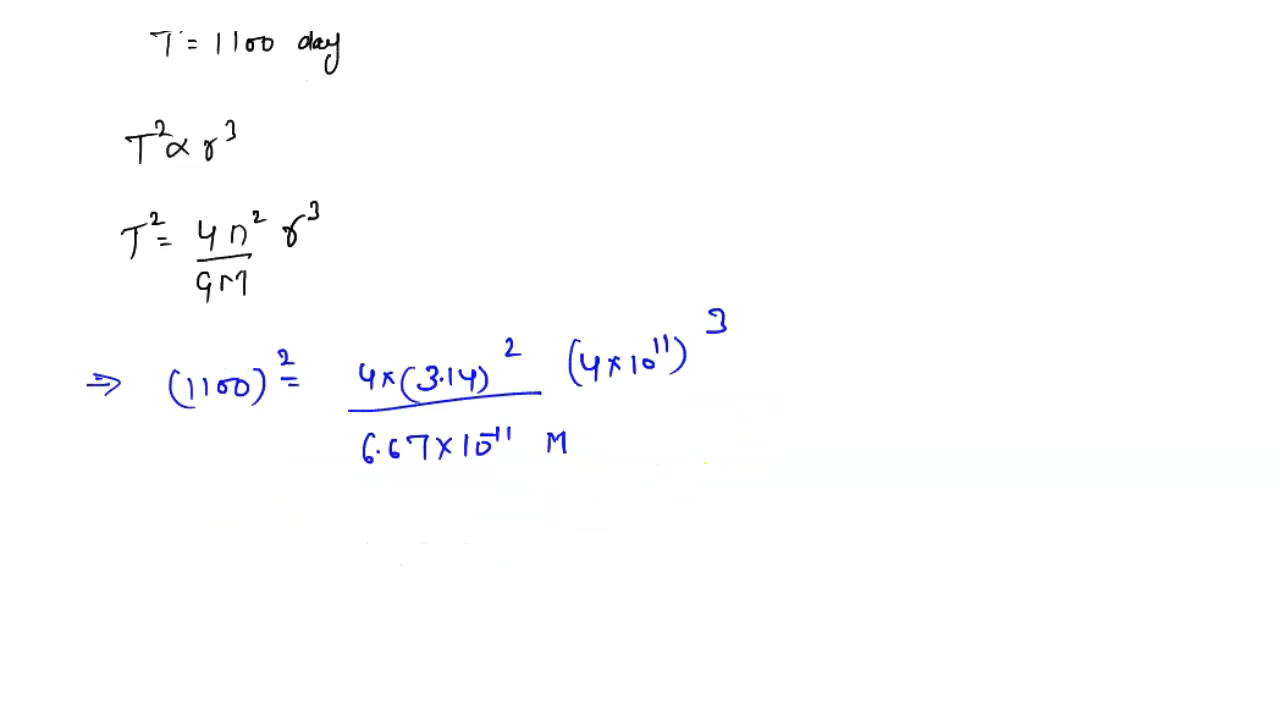 T = 1100 day
T² ∝ r³
T² = 4π²/GM r³
⇒ (1100)² = 4×(3.14)²/6.67×10⁻¹¹ M (4×10¹¹)³